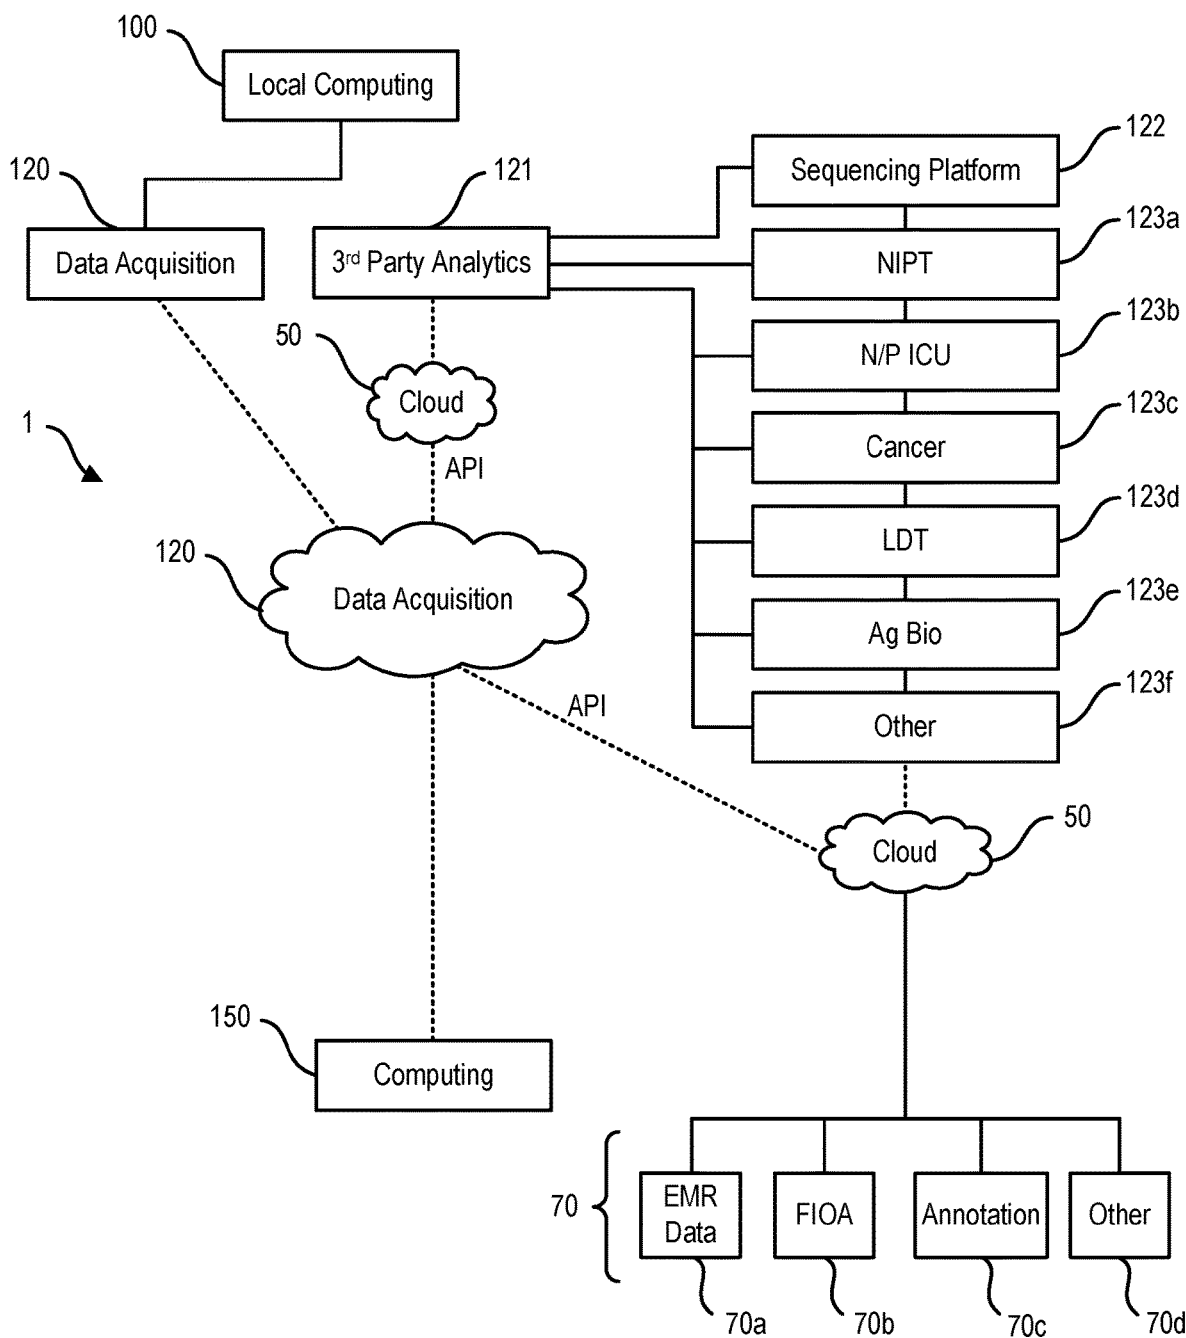 100
Local Computing
120
Data Acquisition
121
3rd Party Analytics
122
Sequencing Platform
123a
NIPT
123b
N/P ICU
123c
Cancer
123d
LDT
123e
Ag Bio
123f
Other
50
Cloud
API
1
120
Data Acquisition
API
50
Cloud
150
Computing
70
EMR
Data
FIOA
Annotation
Other
70a
70b
70c
70d